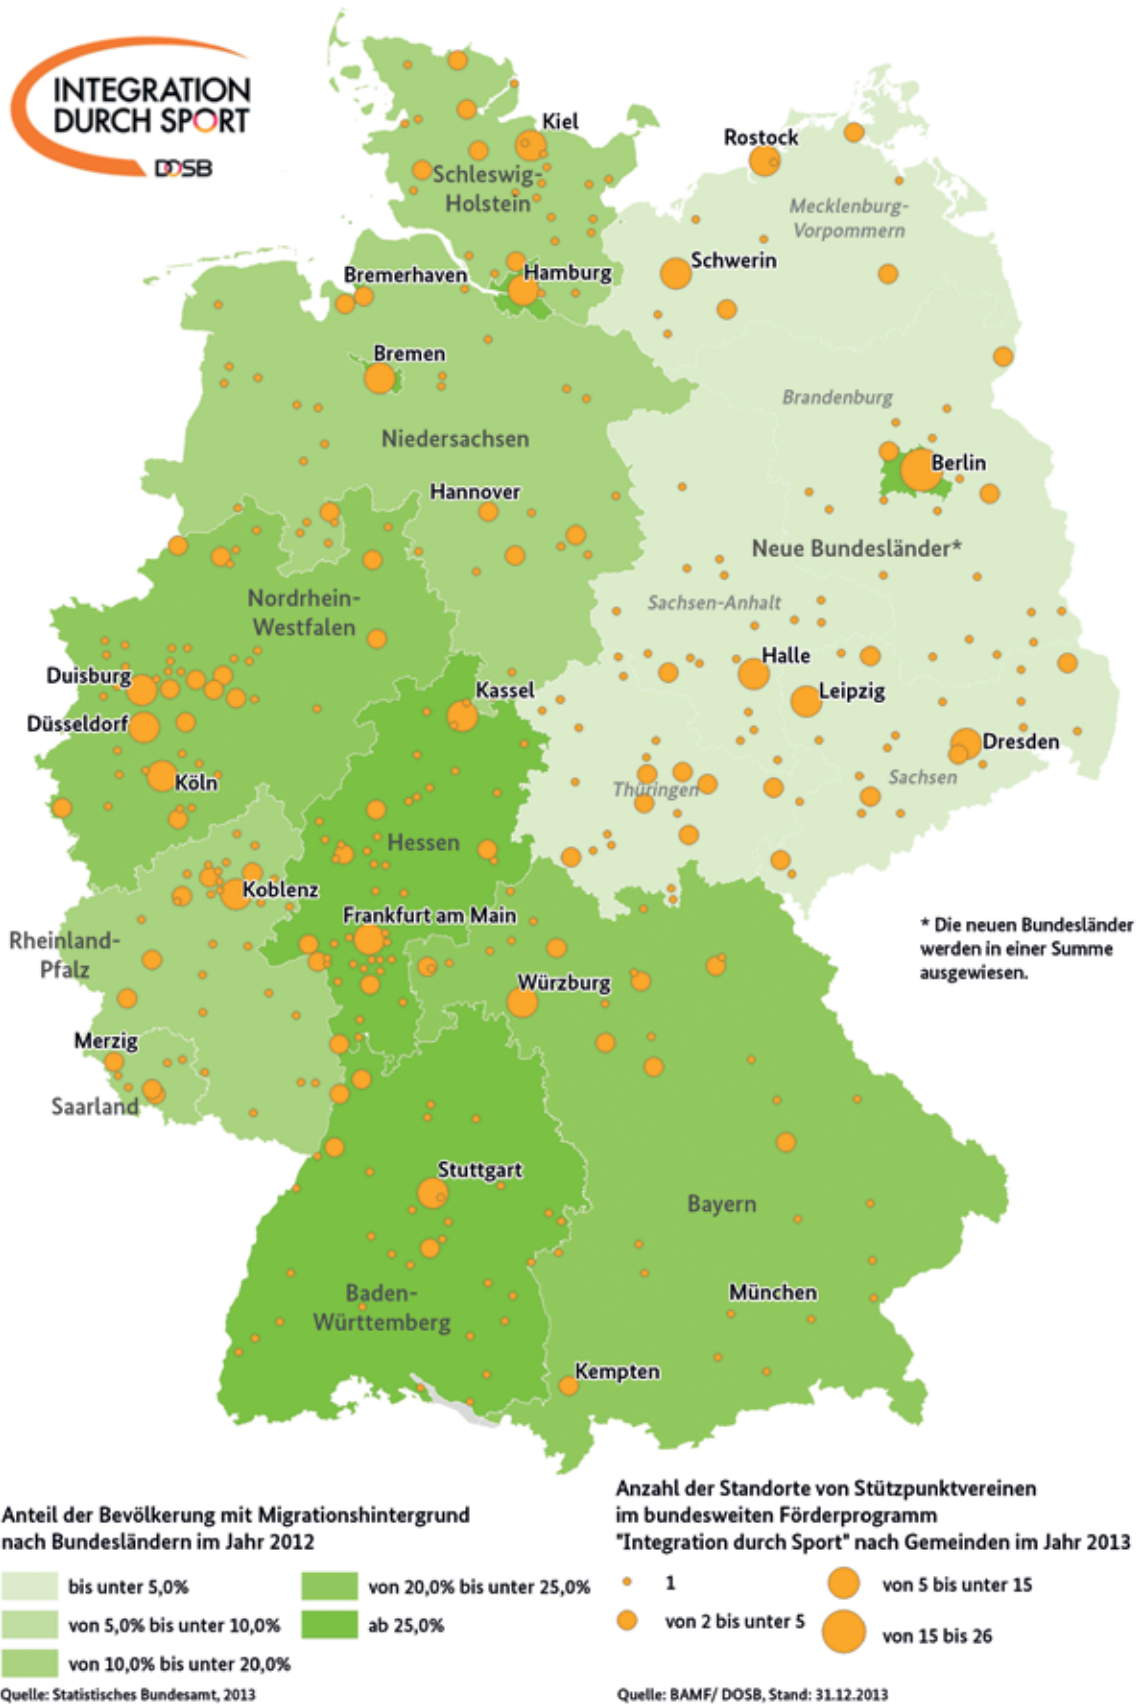 INTEGRATION
DURCH SPORT
DOSB
Kiel
Rostock
Schleswig-
Holstein
Mecklenburg-
Vorpommern
Schwerin
Bremerhaven
Hamburg
Bremen
Brandenburg
Niedersachsen
Berlin
Hannover
Neue Bundesländer*
Nordrhein-
Westfalen
Sachsen-Anhalt
Halle
Duisburg
Kassel
Leipzig
Düsseldorf
Dresden
Köln
Sachsen
Thüringen
Hessen
Koblenz
Frankfurt am Main
* Die neuen Bundesländer
werden in einer Summe
ausgewiesen.
Rheinland-
Pfalz
Würzburg
Merzig
Saarland
Stuttgart
Bayern
Baden-
Württemberg
München
Kempten
Anteil der Bevölkerung mit Migrationshintergrund
nach Bundesländern im Jahr 2012
bis unter 5,0%
von 5,0% bis unter 10,0%
von 10,0% bis unter 20,0%
von 20,0% bis unter 25,0%
ab 25,0%
Quelle: Statistisches Bundesamt, 2013
Anzahl der Standorte von Stützpunktvereinen
im bundesweiten Förderprogramm
"Integration durch Sport" nach Gemeinden im Jahr 2013
1
von 2 bis unter 5
von 5 bis unter 15
von 15 bis 26
Quelle: BAMF/ DOSB, Stand: 31.12.2013